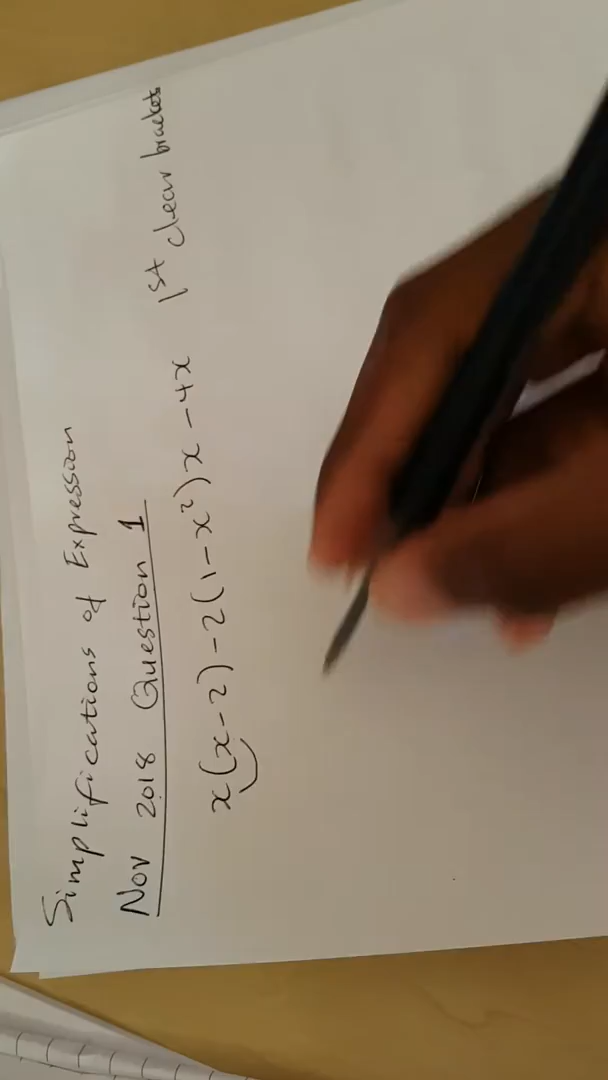 Simplifications of Expression
Nov 2018 Question 1
x(x-2)-2(1-x²)x-4x 1st clear brackets